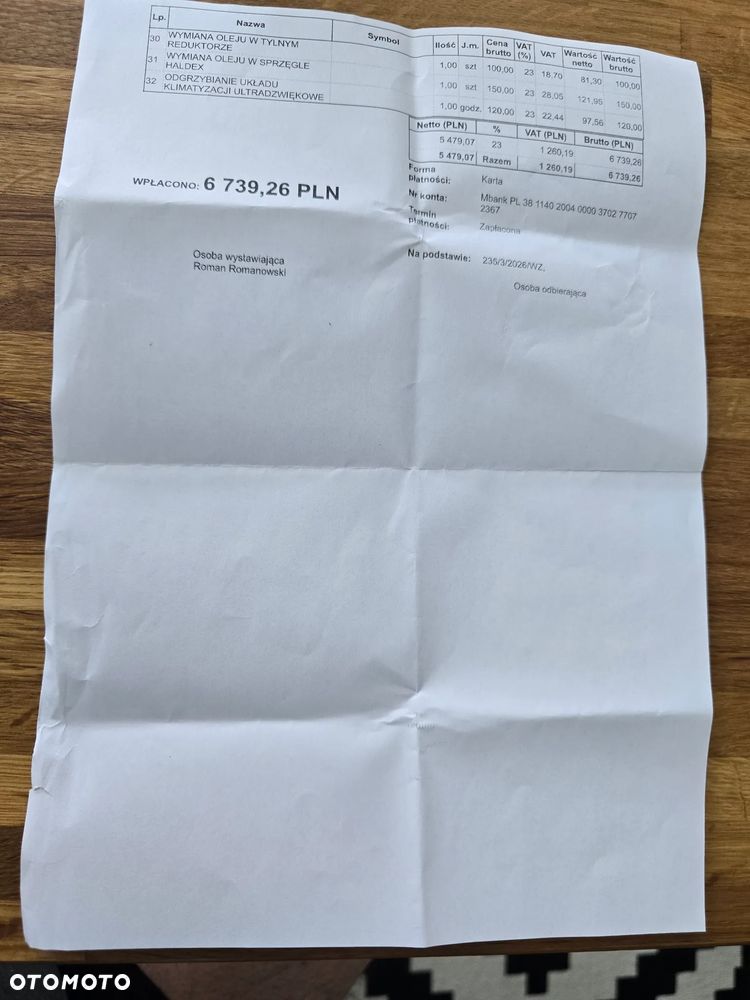 Lp. Nazwa Symbol Ilość J.m. Cena brutto VAT (%) VAT Wartość netto Wartość brutto
30 WYMIANA OLEJU W TYLNYM REDUKTORZE 1,00 szt 100,00 23 18,70 81,30 100,00
31 WYMIANA OLEJU W SPRZĘGLE HALDEX 1,00 szt 150,00 23 28,05 121,95 150,00
32 ODGRZYBIANIE UKŁADU KLIMATYZACJI ULTRADZWIĘKOWE 1,00 godz. 120,00 23 22,44 97,56 120,00
Netto (PLN) % VAT (PLN) Brutto (PLN)
5 479,07 23 1 260,19 6 739,26
5 479,07 Razem 1 260,19 6 739,26
WPŁACONO: 6 739,26 PLN
Forma płatności: Karta
Nr konta: Mbank PL 38 1140 2004 0000 3702 7707 2367
Termin płatności: Zapłacona
Na podstawie: 235/3/2026/WZ,
Osoba wystawiająca
Roman Romanowski
Osoba odbierająca
OTOMOTO